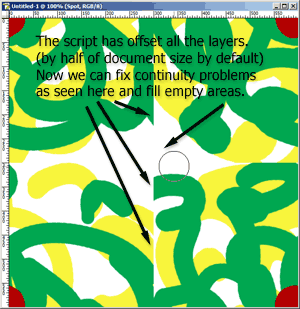 Untitled-1 @ 100% (Spot, RGB/8)
The script has offset all the layers.
(by half of document size by default)
Now we can fix continuity problems
as seen here and fill empty areas.